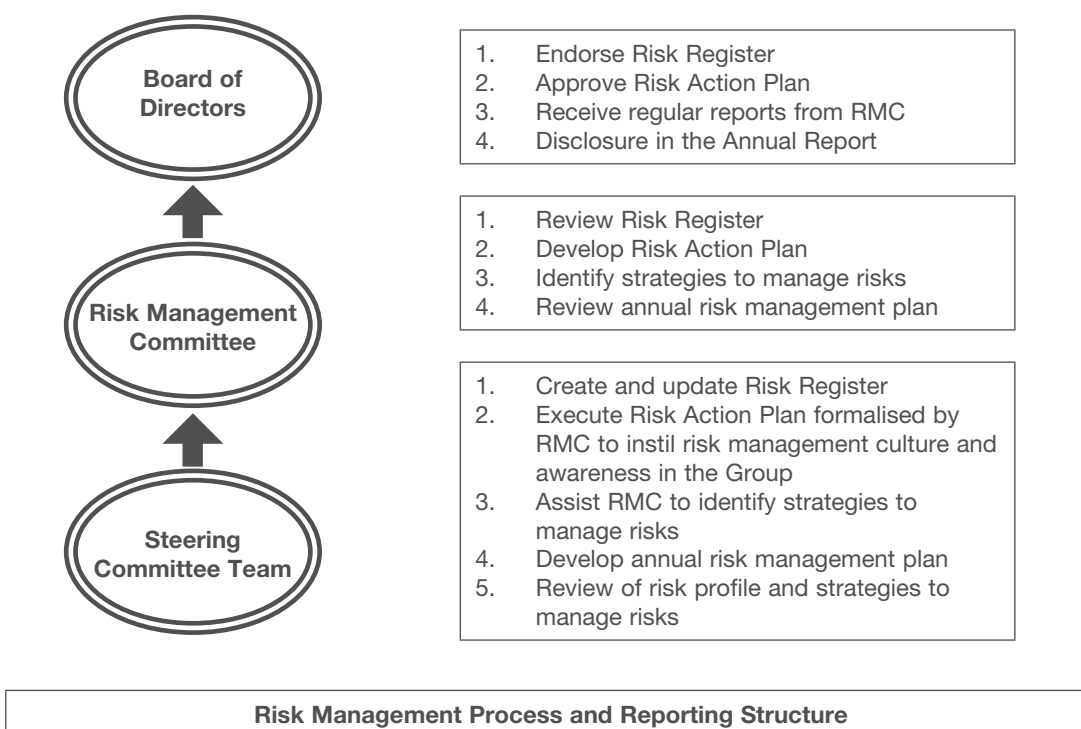 Board of
Directors
1. Endorse Risk Register
2. Approve Risk Action Plan
3. Receive regular reports from RMC
4. Disclosure in the Annual Report
Risk Management
Committee
1. Review Risk Register
2. Develop Risk Action Plan
3. Identify strategies to manage risks
4. Review annual risk management plan
Steering
Committee Team
1. Create and update Risk Register
2. Execute Risk Action Plan formalised by
RMC to instil risk management culture and
awareness in the Group
3. Assist RMC to identify strategies to
manage risks
4. Develop annual risk management plan
5. Review of risk profile and strategies to
manage risks
Risk Management Process and Reporting Structure